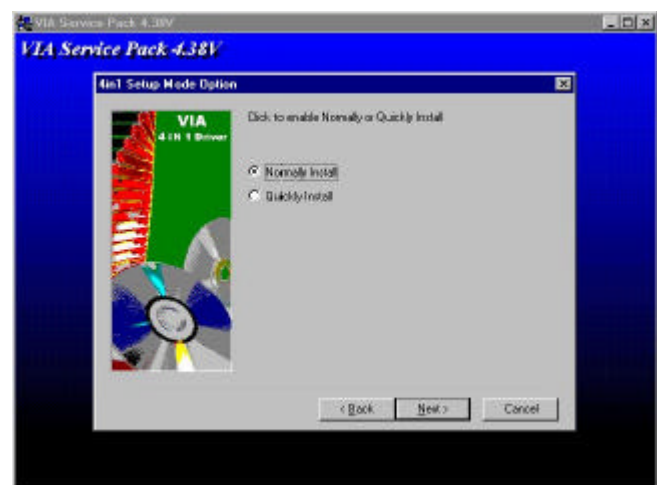 VIA Service Pack 4.38V
VIA Service Pack 4.38V
4in1 Setup Mode Option
VIA
4 IN 1 Driver
Click to enable Normally or Quickly Install
Normally Install
Quickly Install
< Back
Next >
Cancel